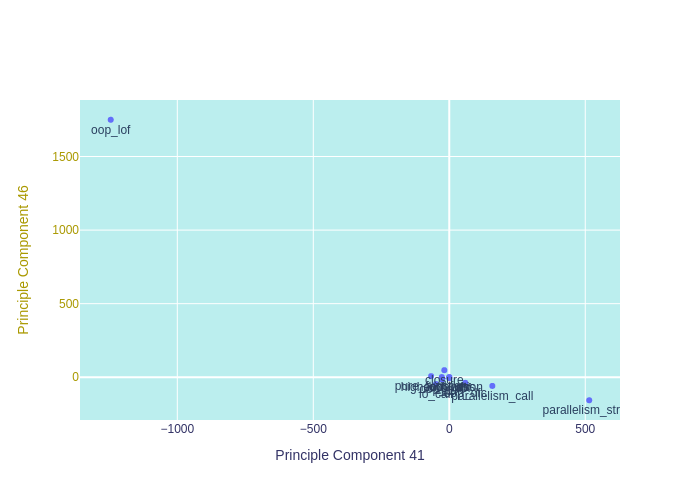 oop_lof
1500
1000
500
0
closure
parallelism_call
parallelism_str
−1000
−500
0
500
Principle Component 41
Principle Component 46